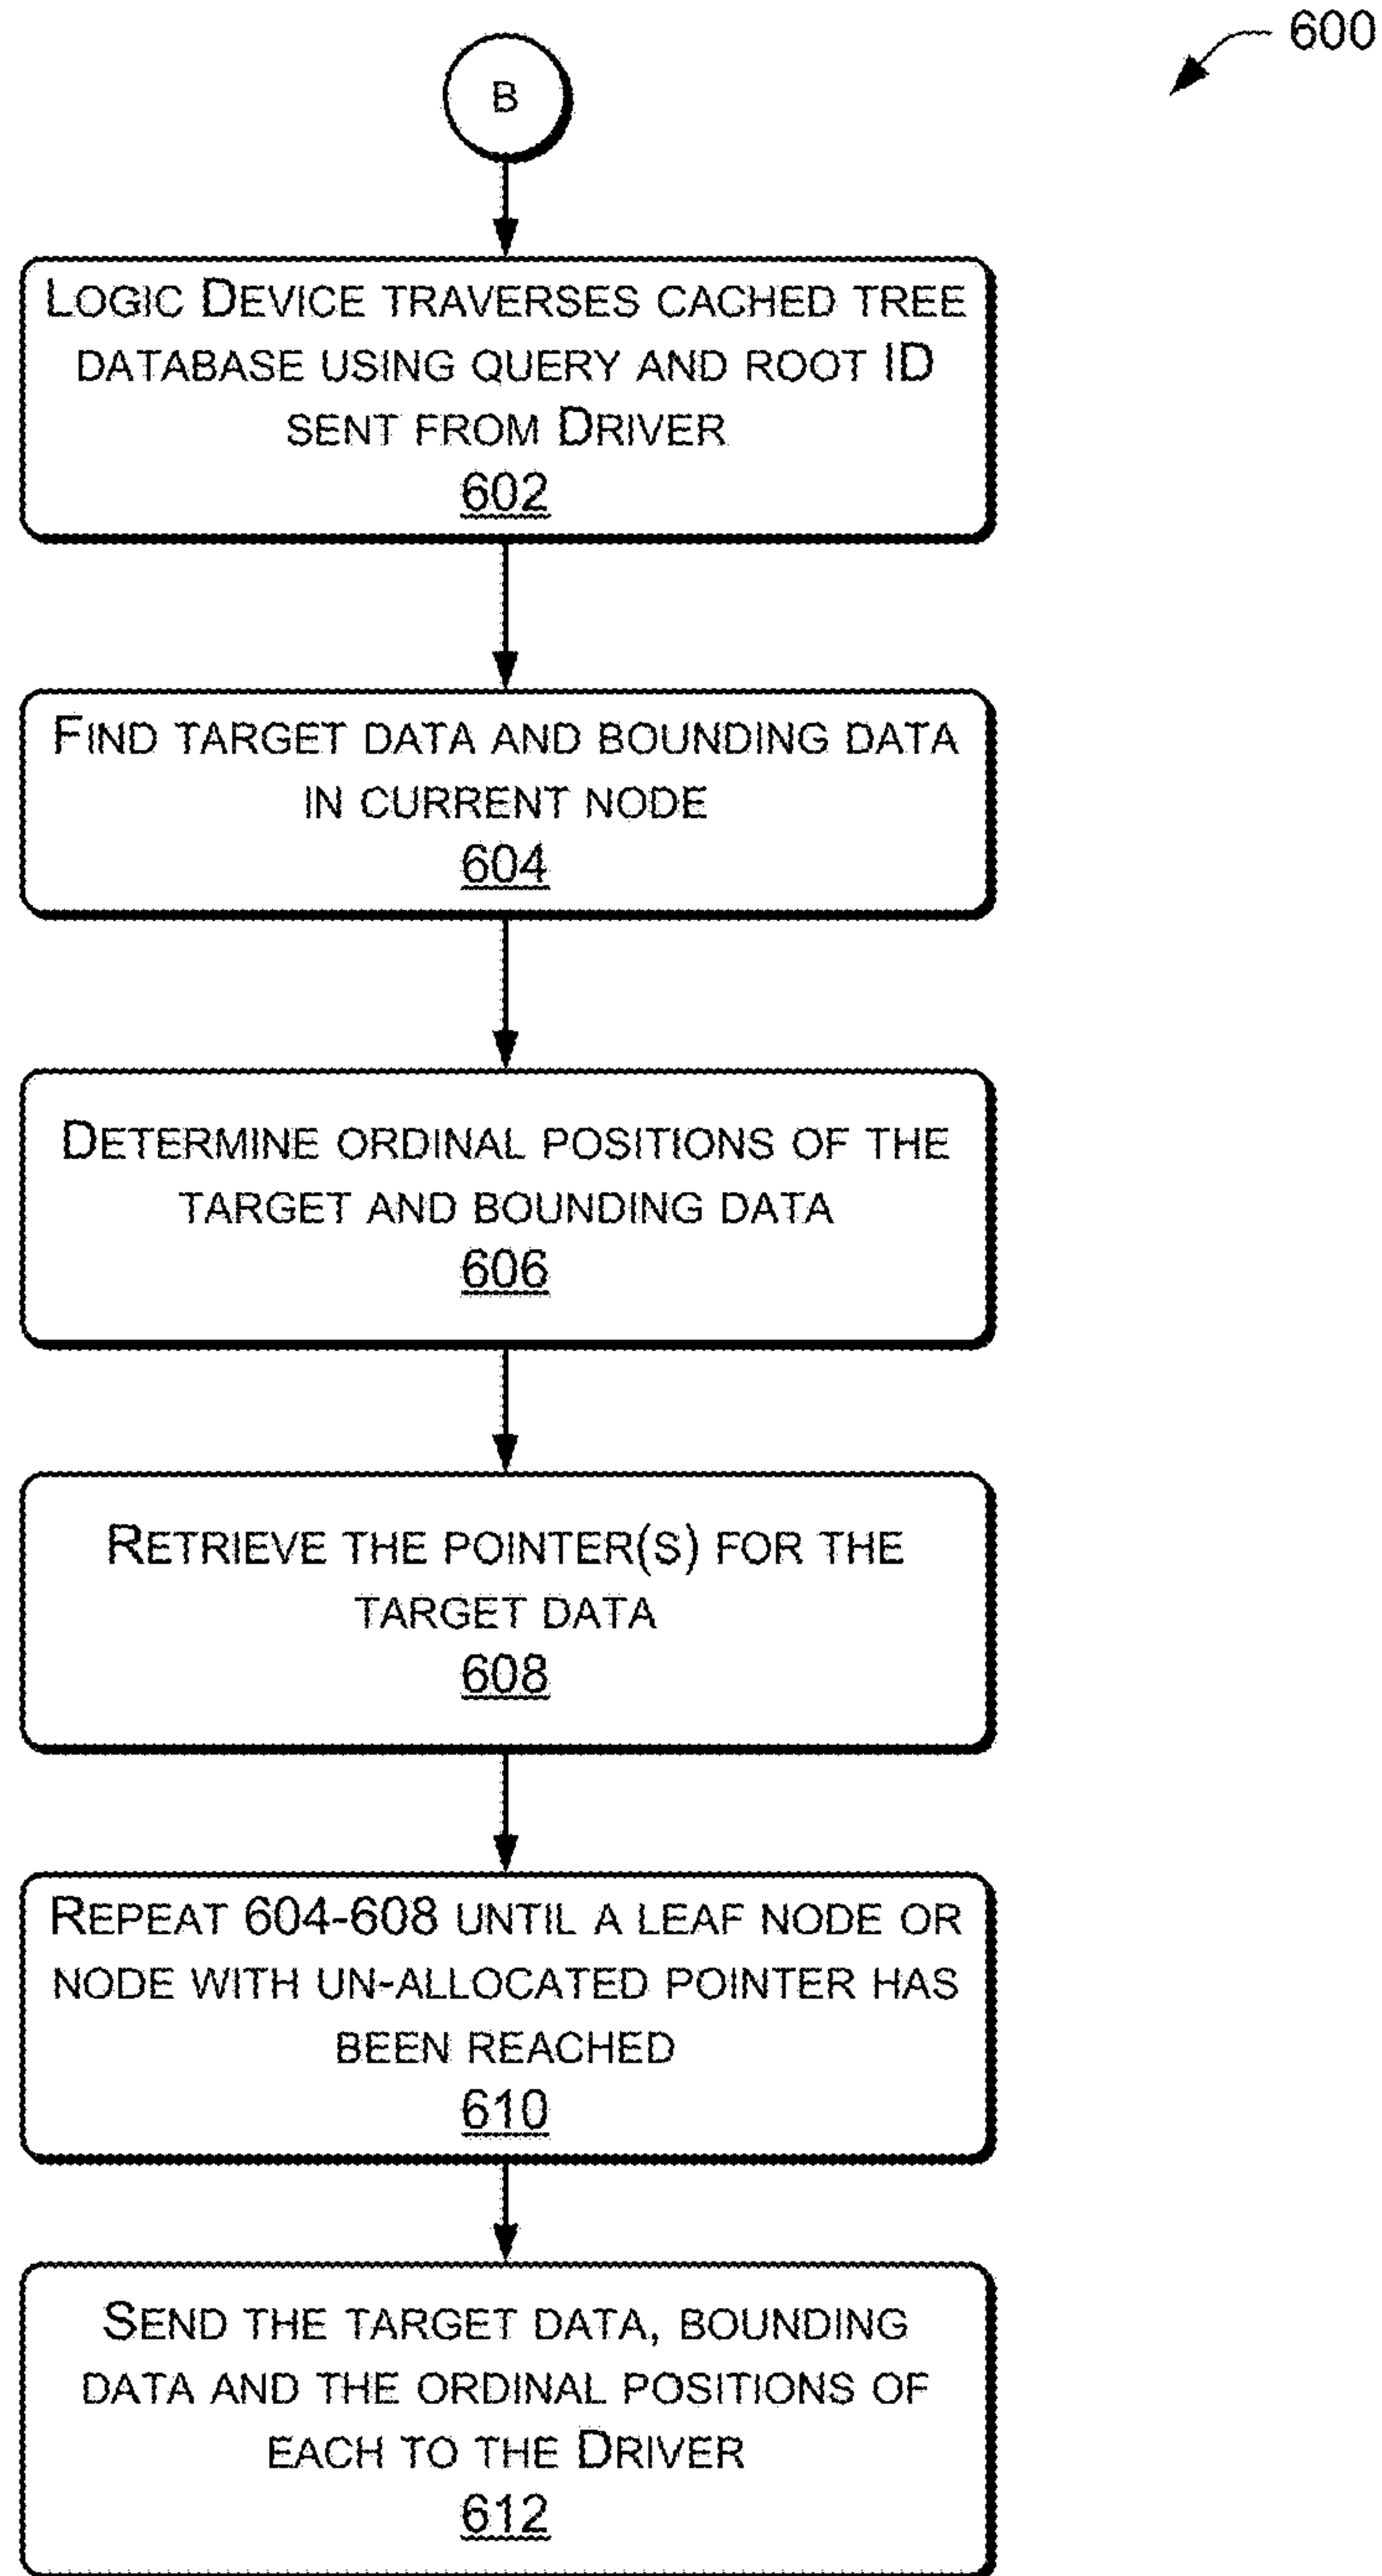 600
B
LOGIC DEVICE TRAVERSES CACHED TREE
DATABASE USING QUERY AND ROOT ID
SENT FROM DRIVER
602
FIND TARGET DATA AND BOUNDING DATA
IN CURRENT NODE
604
DETERMINE ORDINAL POSITIONS OF THE
TARGET AND BOUNDING DATA
606
RETRIEVE THE POINTER(S) FOR THE
TARGET DATA
608
REPEAT 604-608 UNTIL A LEAF NODE OR
NODE WITH UN-ALLOCATED POINTER HAS
BEEN REACHED
610
SEND THE TARGET DATA, BOUNDING
DATA AND THE ORDINAL POSITIONS OF
EACH TO THE DRIVER
612